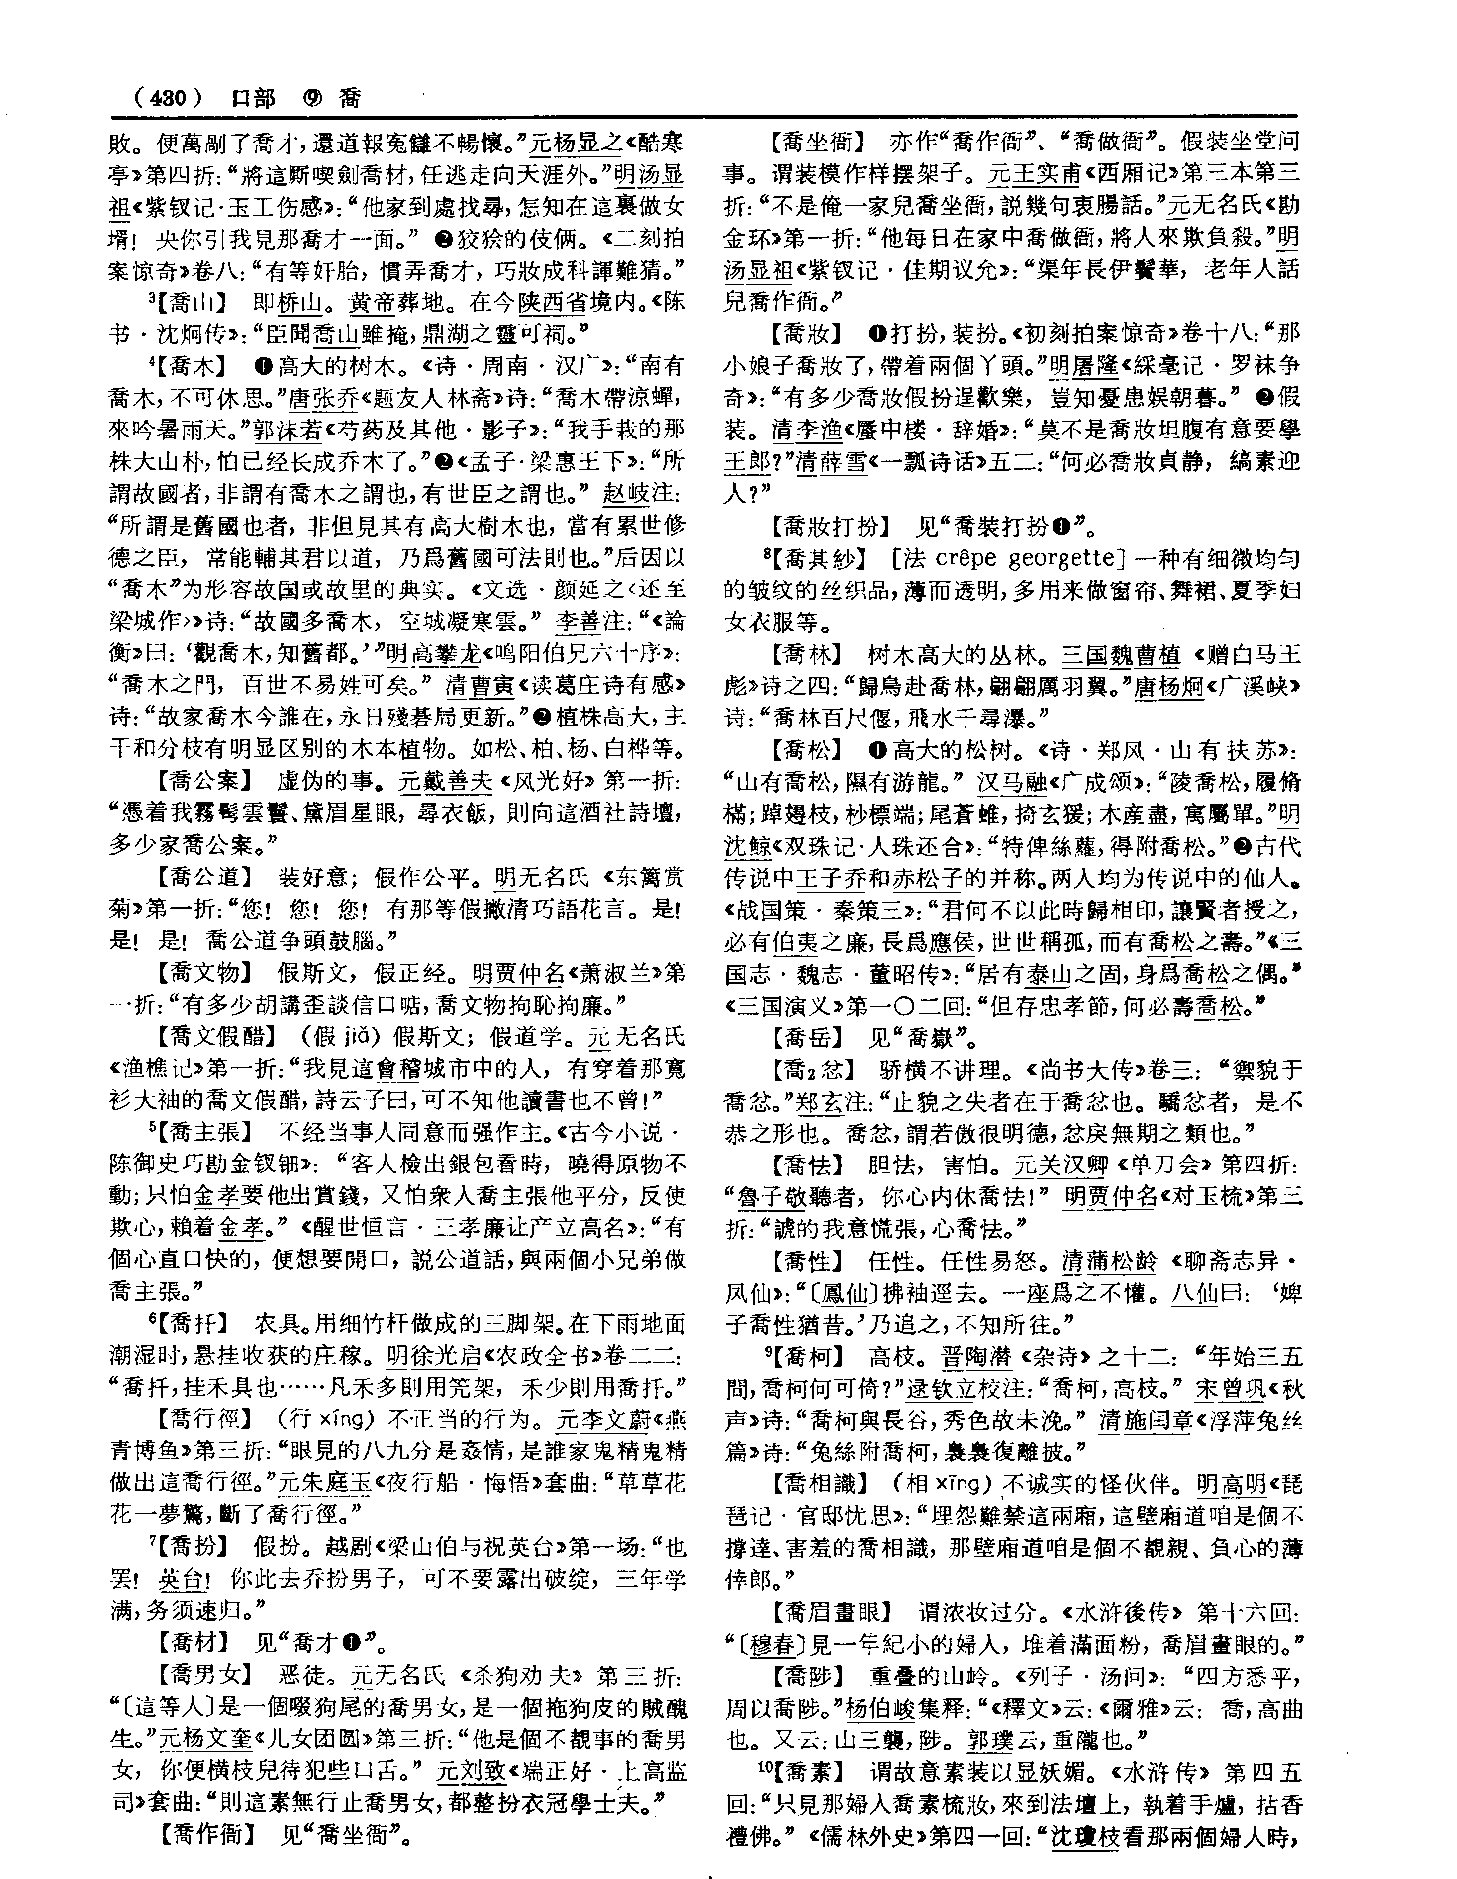 （430） 口部 ⑨ 喬
敗。便萬剮了喬才，還道報寃讎不暢懷。”元杨显之《酷寒
亭》第四折：“將這厮喫劍喬材，任逃走向天涯外。”明汤显
祖《紫钗记·玉工伤感》：“他家到處找尋，怎知在這裏做女
壻！央你引我見那喬才一面。” ❷狡狯的伎俩。《二刻拍
案惊奇》卷八：“有等奸胎，慣弄喬才，巧妝成科諢難猜。”
³【喬山】 即桥山。黄帝葬地。在今陕西省境内。《陈
书·沈炯传》：“臣聞喬山雖掩，鼎湖之靈可祠。”
⁴【喬木】 ❶高大的树木。《诗·周南·汉广》：“南有
喬木，不可休思。”唐张乔《题友人林斋》诗：“喬木帶涼蟬，
來吟暑雨天。”郭沫若《芍药及其他·影子》：“我手栽的那
株大山朴，怕已经长成乔木了。”❷《孟子·梁惠王下》：“所
謂故國者，非謂有喬木之謂也，有世臣之謂也。” 赵岐注：
“所謂是舊國也者，非但見其有高大樹木也，當有累世修
德之臣，常能輔其君以道，乃爲舊國可法則也。”后因以
“喬木”为形容故国或故里的典实。《文选·颜延之〈还至
梁城作〉》诗：“故國多喬木，空城凝寒雲。” 李善注：“《論
衡》曰：‘觀喬木，知舊都。’”明高攀龙《鸣阳伯兄六十序》：
“喬木之門，百世不易姓可矣。” 清曹寅《读葛庄诗有感》
诗：“故家喬木今誰在，永日殘碁局更新。”❷植株高大，主
干和分枝有明显区别的木本植物。如松、柏、杨、白桦等。
【喬公案】 虚伪的事。元戴善夫《风光好》第一折：
“憑着我霧髩雲鬟、黛眉星眼，尋衣飯，則向這酒社詩壇，
多少家喬公案。”
【喬公道】 装好意；假作公平。明无名氏《东篱赏
菊》第一折：“您！您！您！有那等假撇清巧語花言。是！
是！是！喬公道争頭鼓腦。”
【喬文物】 假斯文，假正经。明贾仲名《萧淑兰》第
一折：“有多少胡講歪談信口咶，喬文物拘恥拘廉。”
【喬文假醋】（假 jiǎ）假斯文；假道学。元无名氏
《渔樵记》第一折：“我見這會稽城市中的人，有穿着那寬
衫大袖的喬文假醋，詩云子曰，可不知他讀書也不曾！”
⁵【喬主張】 不经当事人同意而强作主。《古今小说·
陈御史巧勘金钗钿》：“客人檢出銀包看時，曉得原物不
動；只怕金孝要他出賞錢，又怕衆人喬主張他平分，反使
欺心，賴着金孝。”《醒世恒言·三孝廉让产立高名》：“有
個心直口快的，便想要開口，說公道話，與兩個小兄弟做
喬主張。”
⁶【喬扦】 农具。用细竹杆做成的三脚架。在下雨地面
潮湿时，悬挂收获的庄稼。明徐光启《农政全书》卷二二：
“喬扦，挂禾具也……凡禾多則用筅架，禾少則用喬扦。”
【喬行徑】（行 xíng）不正当的行为。元李文蔚《燕
青博鱼》第三折：“眼見的八九分是姦情，是誰家鬼精鬼精
做出這喬行徑。”元朱庭玉《夜行船·悔悟》套曲：“草草花
花一夢驚，斷了喬行徑。”
⁷【喬扮】 假扮。越剧《梁山伯与祝英台》第一场：“也
罢！英台！你此去乔扮男子，可不要露出破绽，三年学
满，务须速归。”
【喬材】 见“喬才❶”。
【喬男女】 恶徒。元无名氏《杀狗劝夫》第三折：
“〔這等人〕是一個啜狗尾的喬男女，是一個拖狗皮的賊醜
生。”元杨文奎《儿女团圆》第三折：“他是個不覩事的喬男
女，你便横枝兒待犯些口舌。” 元刘致《端正好·上高监
司》套曲：“則這素無行止喬男女，都整扮衣冠學士夫。”
【喬作衙】 见“喬坐衙”。
【喬坐衙】 亦作“喬作衙”、“喬做衙”。假装坐堂问
事。谓装模作样摆架子。元王实甫《西厢记》第三本第三
折：“不是俺一家兒喬坐衙，說幾句衷腸話。”元无名氏《勘
金环》第一折：“他每日在家中喬做衙，將人來欺負殺。”明
汤显祖《紫钗记·佳期议允》：“渠年長伊鬢華，老年人話
兒喬作衙。”
【喬妝】 ❶打扮，装扮。《初刻拍案惊奇》卷十八：“那
小娘子喬妝了，帶着兩個丫頭。”明屠隆《綵毫记·罗袜争
奇》：“有多少喬妝假扮逞歡樂，豈知憂患娱朝暮。” ❷假
装。清李渔《蜃中楼·辞婚》：“莫不是喬妝坦腹有意要學
王郎？”清薛雪《一瓢诗话》五二：“何必喬妝貞静，縞素迎
人？”
【喬妝打扮】 见“喬裝打扮❶”。
⁸【喬其紗】［法 crêpe georgette］一种有细微均匀
的皱纹的丝织品，薄而透明，多用来做窗帘、舞裙、夏季妇
女衣服等。
【喬林】 树木高大的丛林。三国魏曹植《赠白马王
彪》诗之四：“歸鳥赴喬林，翩翩厲羽翼。”唐杨炯《广溪峡》
诗：“喬林百尺偃，飛水千尋瀑。”
【喬松】 ❶高大的松树。《诗·郑风·山有扶苏》：
“山有喬松，隰有游龍。” 汉马融《广成颂》：“陵喬松，履脩
樠；踔㩻枝，杪標端；尾蒼蜼，掎玄猨；木産盡，寓屬單。”明
沈鲸《双珠记·人珠还合》：“特俾絲蘿，得附喬松。”❷古代
传说中王子乔和赤松子的并称。两人均为传说中的仙人。
《战国策·秦策三》：“君何不以此時歸相印，讓賢者授之，
必有伯夷之廉，長爲應侯，世世稱孤，而有喬松之壽。”《三
国志·魏志·董昭传》：“居有泰山之固，身爲喬松之偶。”
《三国演义》第一〇二回：“但存忠孝節，何必壽喬松。”
【喬岳】 见“喬嶽”。
【喬₂忿】 骄横不讲理。《尚书大传》卷三：“禦貌于
喬忿。”郑玄注：“止貌之失者在于喬忿也。驕忿者，是不
恭之形也。喬忿，謂若傲很明德，忿戾無期之類也。”
【喬怯】 胆怯，害怕。元关汉卿《单刀会》第四折：
“魯子敬聽者，你心内休喬怯！” 明贾仲名《对玉梳》第三
折：“諕的我意慌張，心喬怯。”
【喬性】 任性。任性易怒。清蒲松龄《聊斋志异·
凤仙》：“〔鳳仙〕拂袖逕去。一座爲之不懽。八仙曰：‘婢
子喬性猶昔。’乃追之，不知所往。”
⁹【喬柯】 高枝。晋陶潜《杂诗》之十二：“年始三五
間，喬柯何可倚？”逯钦立校注：“喬柯，高枝。” 宋曾巩《秋
声》诗：“喬柯與長谷，秀色故未浼。” 清施闰章《浮萍兔丝
篇》诗：“兔絲附喬柯，裊裊復離披。”
【喬相識】（相 xīng）不诚实的怪伙伴。明高明《琵
琶记·官邸忧思》：“埋怨難禁這兩廂，這壁廂道咱是個不
撐達、害羞的喬相識，那壁廂道咱是個不覩親、負心的薄
倖郎。”
【喬眉畫眼】 谓浓妆过分。《水浒後传》第十六回：
“〔穆春〕見一年紀小的婦人，堆着滿面粉，喬眉畫眼的。”
【喬陟】 重叠的山岭。《列子·汤问》：“四方悉平，
周以喬陟。”杨伯峻集释：“《釋文》云：《爾雅》云：喬，高曲
也。又云：山三襲，陟。郭璞云，重隴也。”
¹⁰【喬素】 谓故意素装以显妖媚。《水浒传》第四五
回：“只見那婦人喬素梳妝，來到法壇上，執着手爐，拈香
禮佛。”《儒林外史》第四一回：“沈瓊枝看那兩個婦人時，